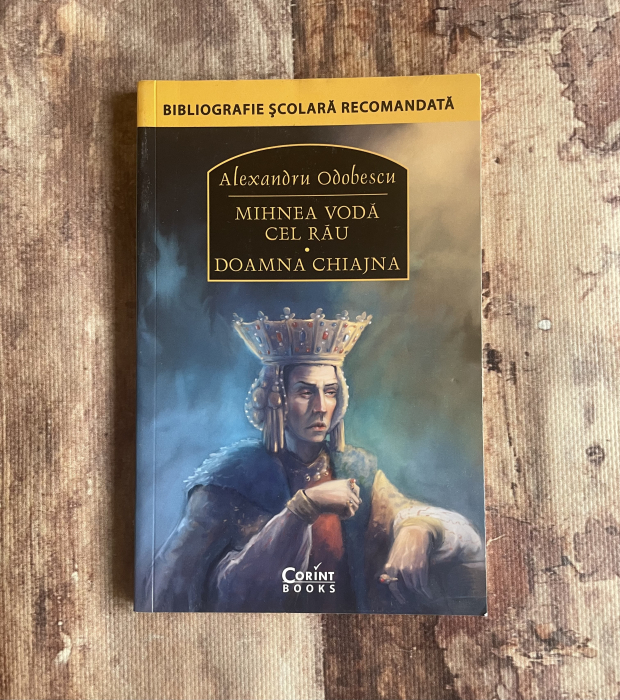 BIBLIOGRAFIE ŞCOLARĂ RECOMANDATĂ
Alexandru Odobescu
MIHNEA VODĂ
CEL RĂU
•
DOAMNA CHIAJNA
CORINT
BOOKS